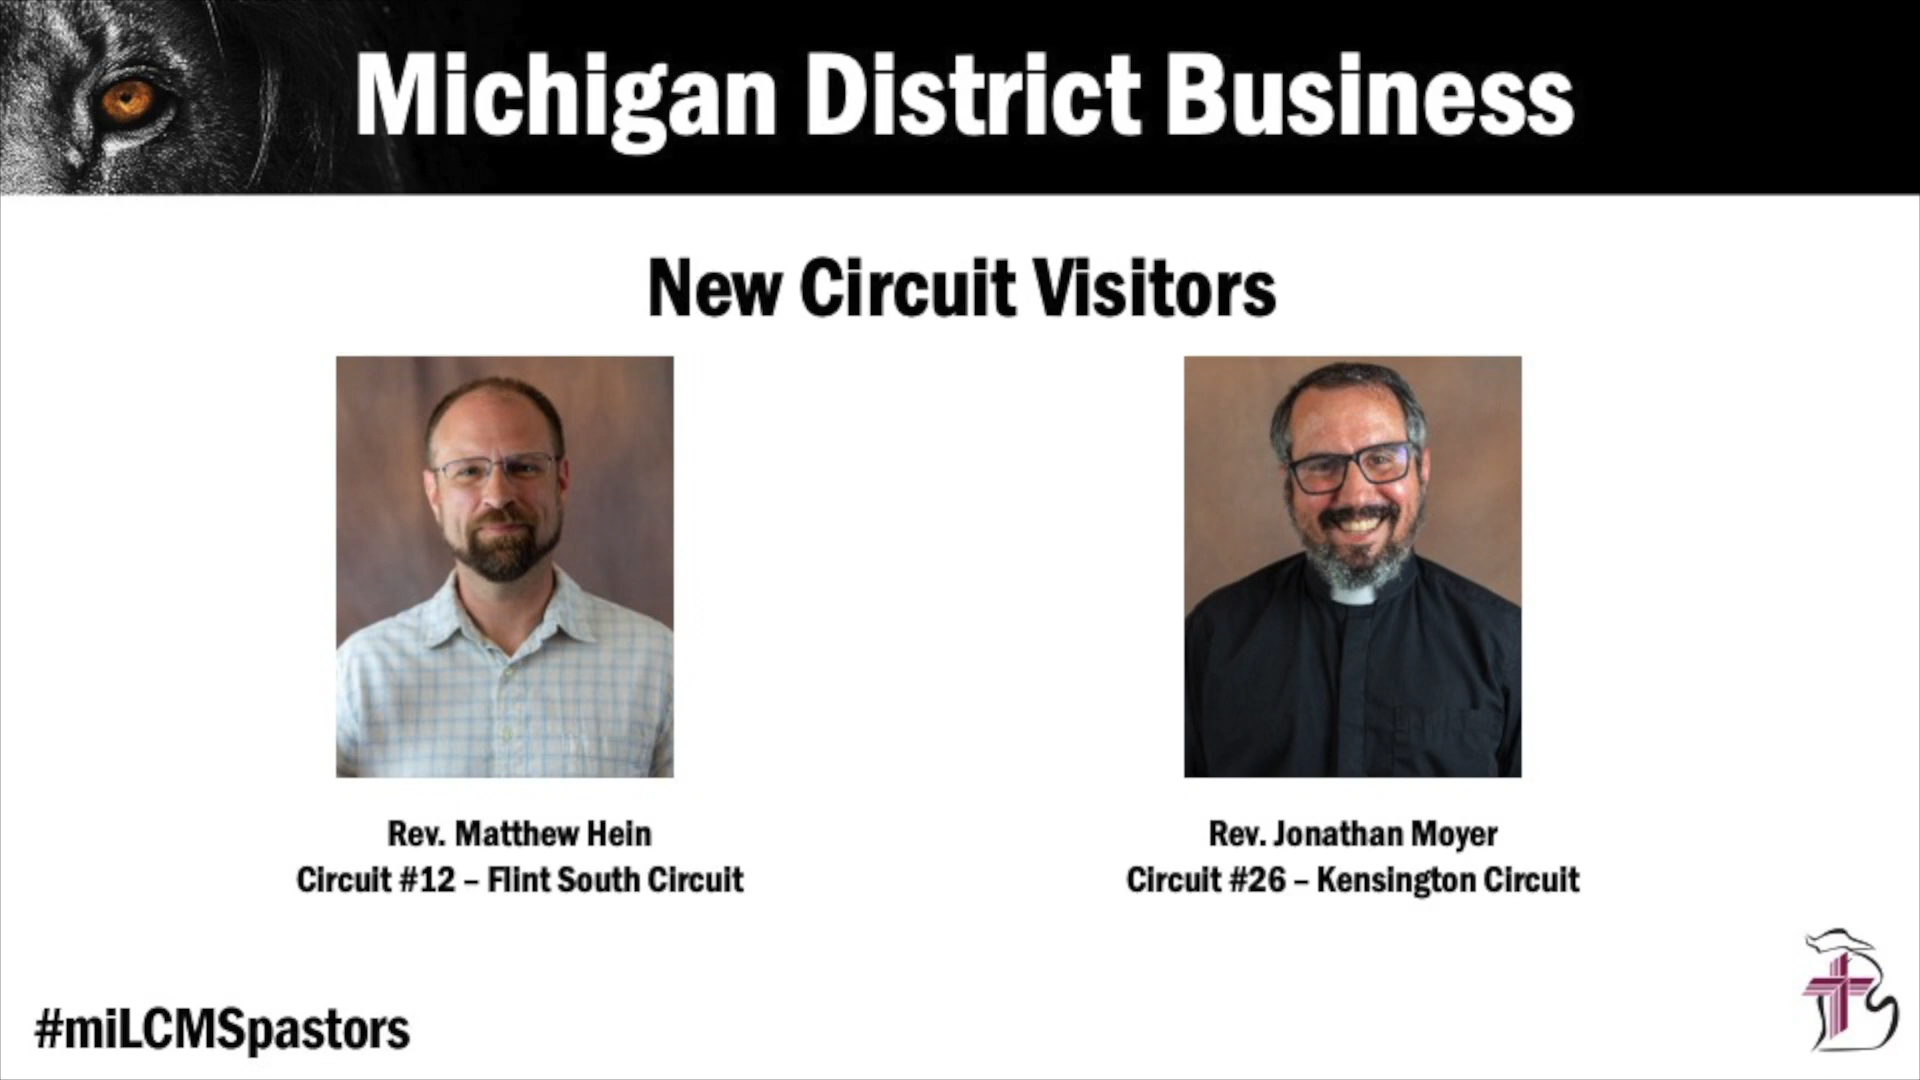 Michigan District Business
New Circuit Visitors
Rev. Matthew Hein
Circuit #12 – Flint South Circuit
Rev. Jonathan Moyer
Circuit #26 – Kensington Circuit
#miLCMSpastors